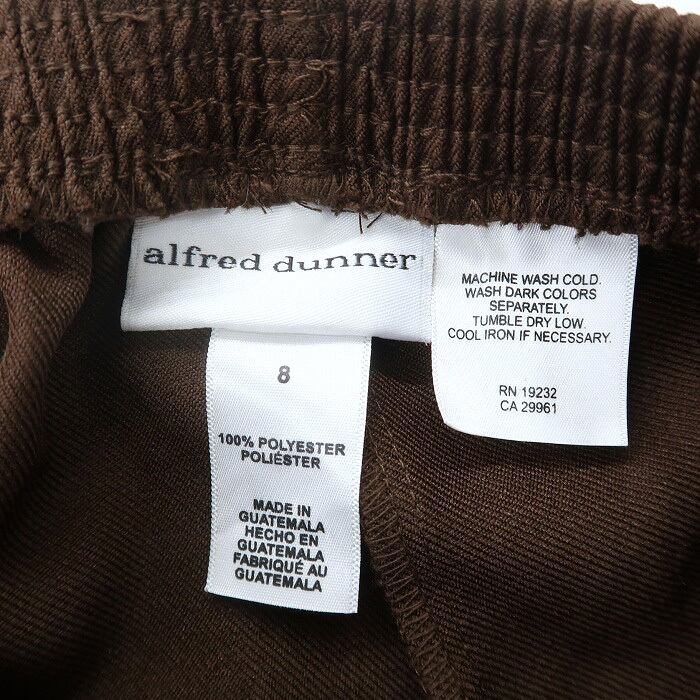 alfred dunner
8
100% POLYESTER
POLIÉSTER
MADE IN
GUATEMALA
HECHO EN
GUATEMALA
FABRIQUÉ AU
GUATEMALA
MACHINE WASH COLD.
WASH DARK COLORS
SEPARATELY.
TUMBLE DRY LOW.
COOL IRON IF NECESSARY.
RN 19232
CA 29961